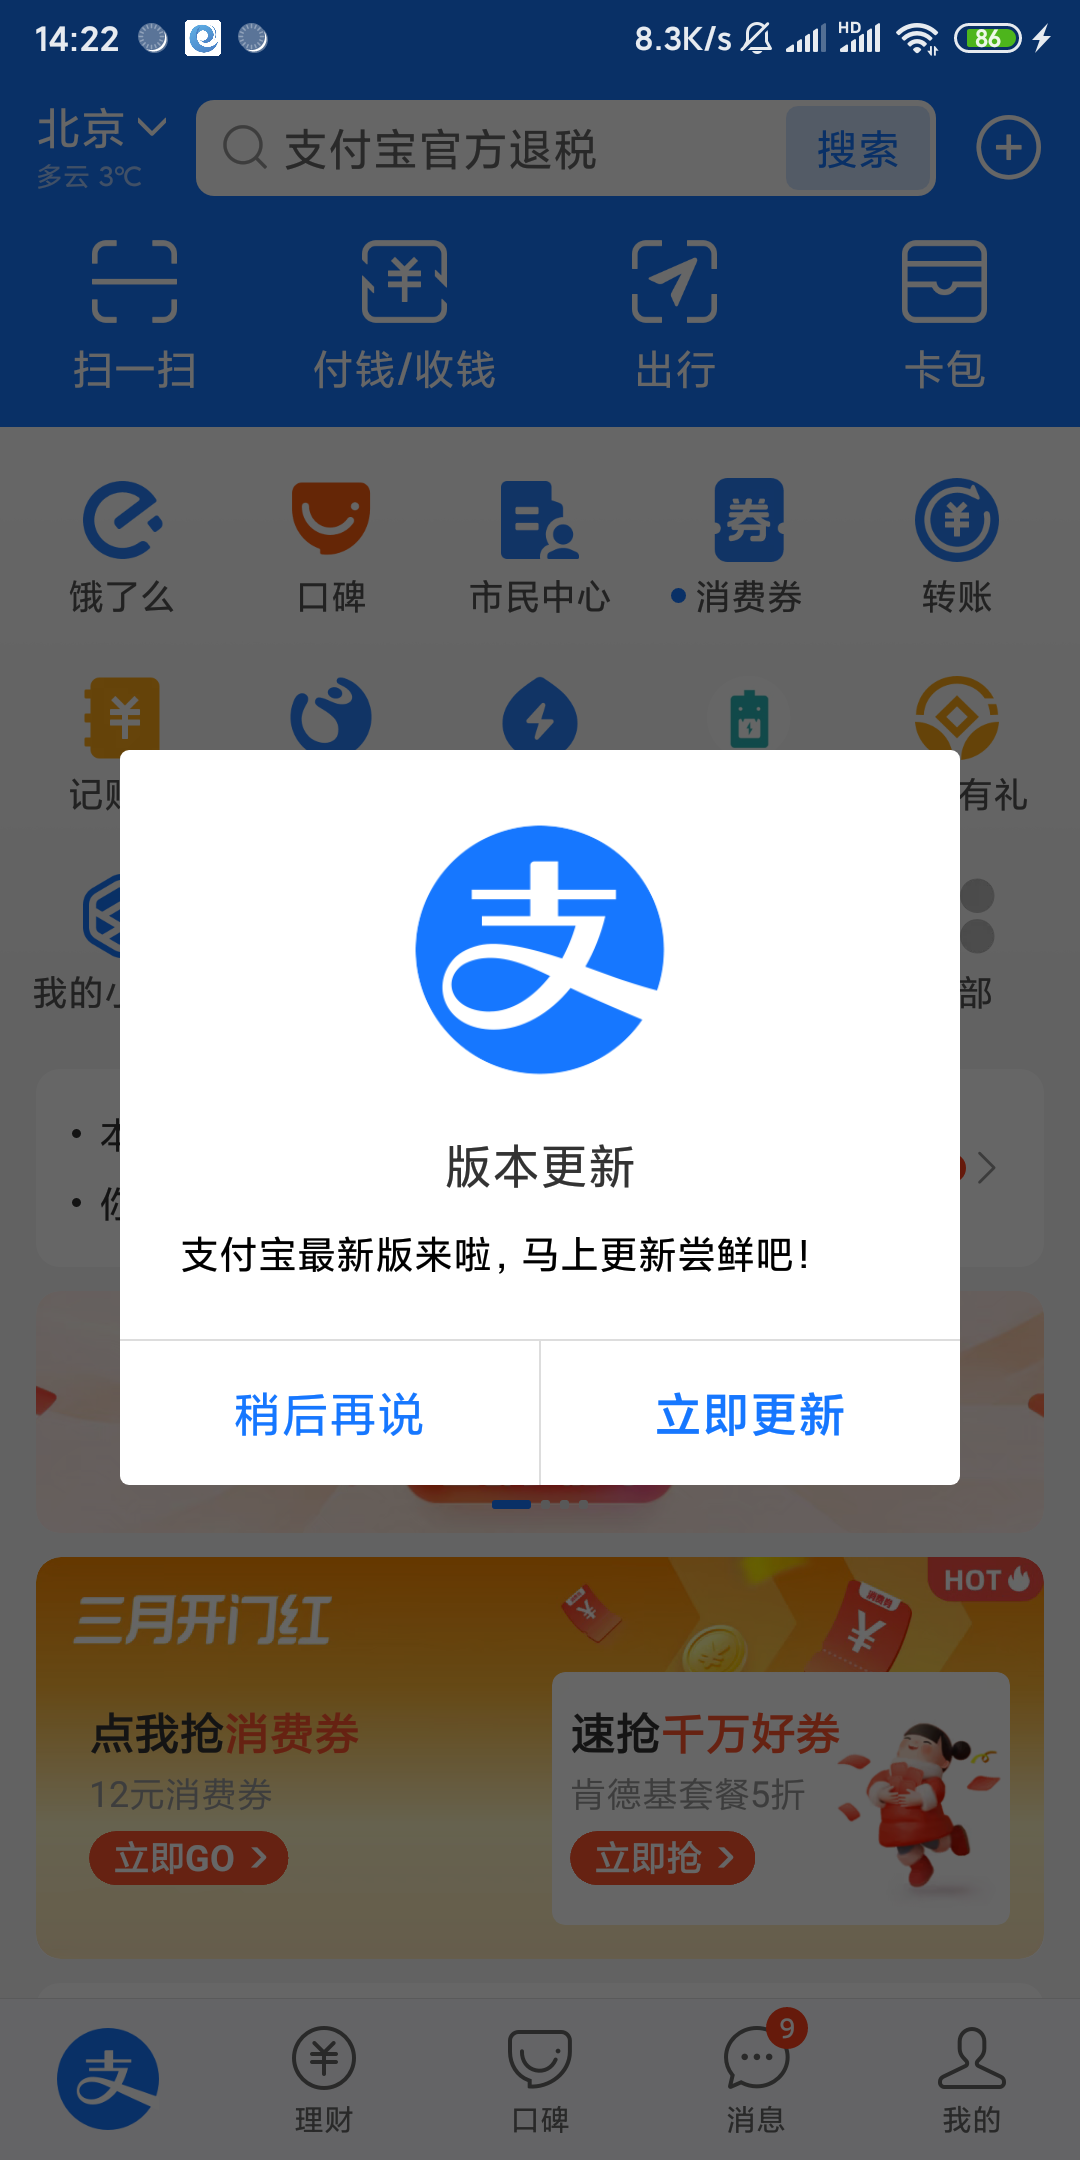 14:22
8.3K/s
HD
86
北京
多云 3℃
支付宝官方退税
搜索
扫一扫
付钱/收钱
出行
卡包
券
饿了么
口碑
市民中心
消费券
转账
记
有礼
我的小
部
• 本
• 你
支
版本更新
支付宝最新版来啦，马上更新尝鲜吧！
稍后再说
立即更新
三月开门红
HOT
点我抢消费券
12元消费券
立即GO >
速抢千万好券
肯德基套餐5折
立即抢 >
支
理财
口碑
9
消息
我的